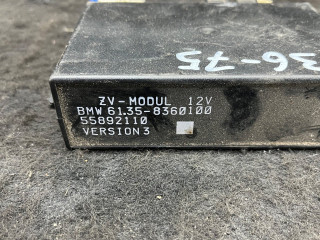 36-75
ZV-MODUL 12V
BMW 61.35-8360100
55892110
VERSION 3